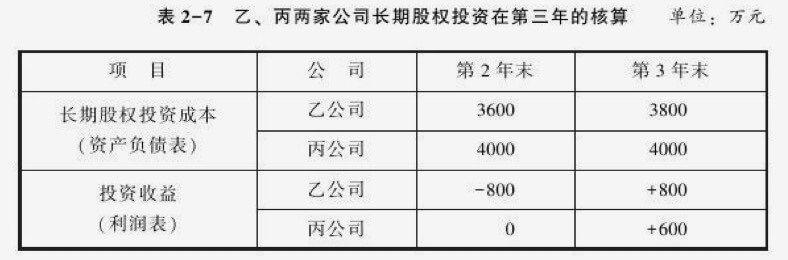 表 2-7 乙、丙两家公司长期股权投资在第三年的核算 单位：万元
项 目 公 司 第 2 年末 第 3 年末
长期股权投资成本
（资产负债表）
乙公司 3600 3800
丙公司 4000 4000
投资收益
（利润表）
乙公司 -800 +800
丙公司 0 +600